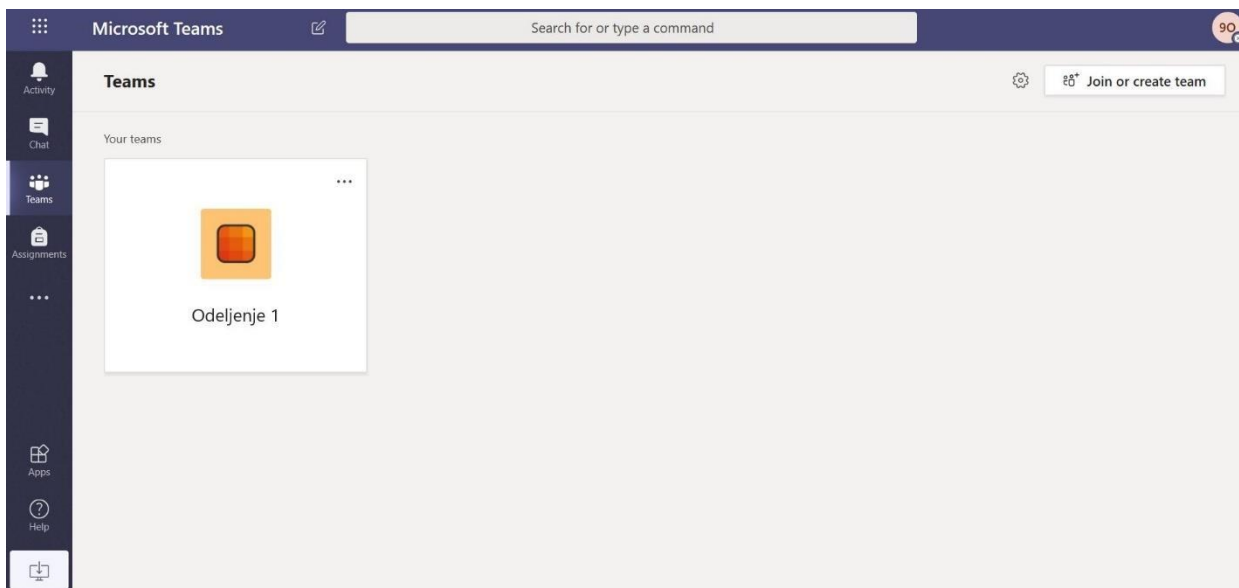 Microsoft Teams
Search for or type a command
9O
Activity
Chat
Teams
Assignments
Apps
Help
Teams
Join or create team
Your teams
Odeljenje 1